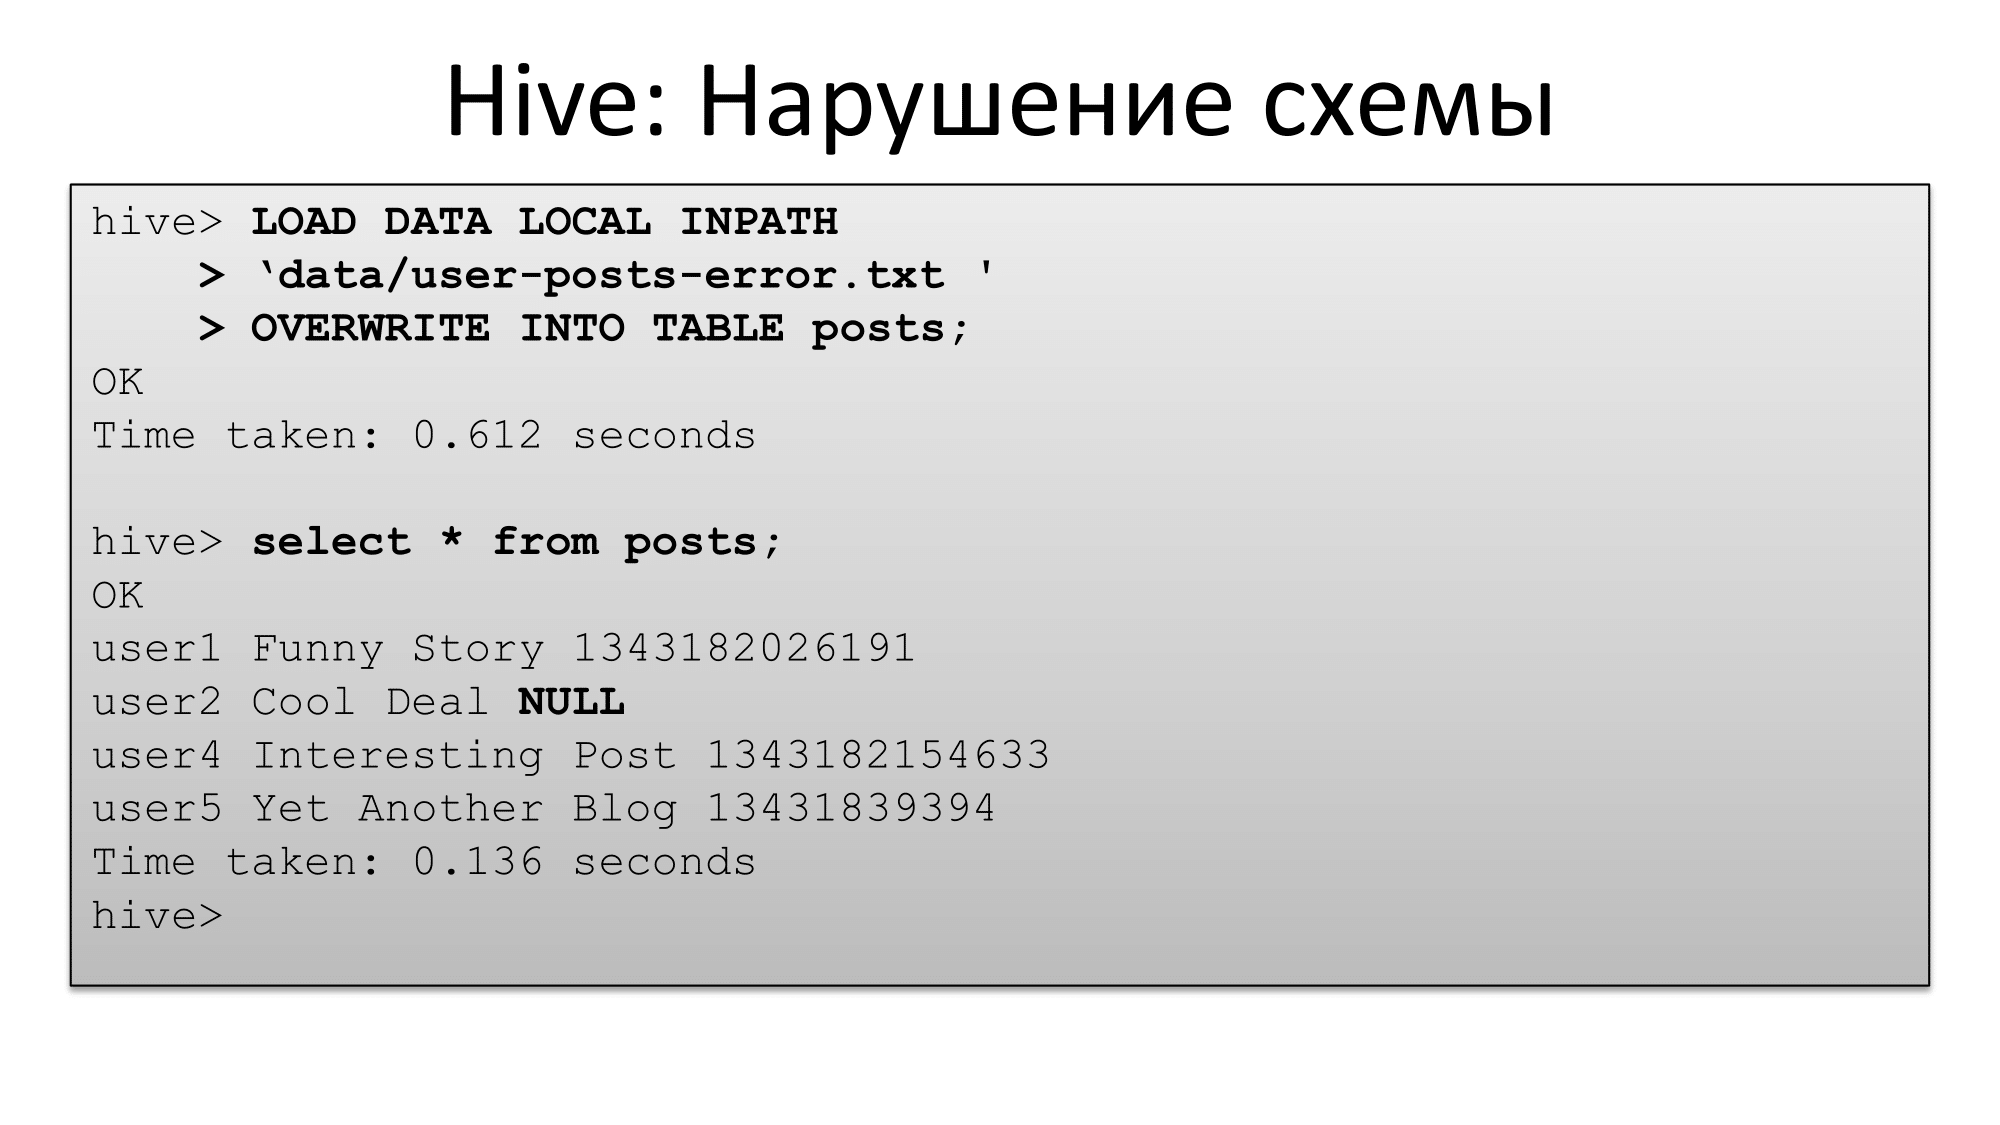 Hive: Нарушение схемы
hive> LOAD DATA LOCAL INPATH
    > ‘data/user-posts-error.txt '
    > OVERWRITE INTO TABLE posts;
OK
Time taken: 0.612 seconds
hive> select * from posts;
OK
user1 Funny Story 1343182026191
user2 Cool Deal NULL
user4 Interesting Post 1343182154633
user5 Yet Another Blog 13431839394
Time taken: 0.136 seconds
hive>